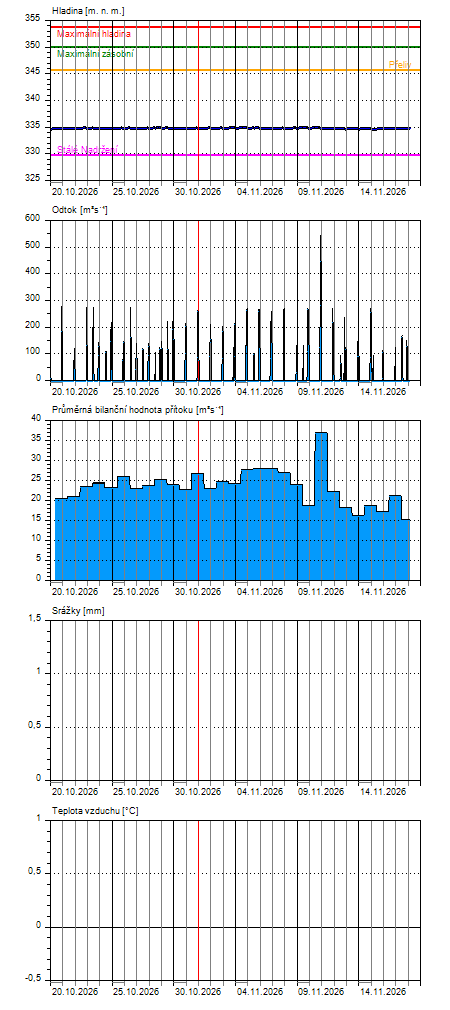 Hladina [m. n. m.]
355
Maximální hladina
350
Maximální zásobní
345
Přeliv
340
335
330
Stálé Nadržení
325
20.10.2026 25.10.2026 30.10.2026 04.11.2026 09.11.2026 14.11.2026
Odtok [m³s⁻¹]
600
500
400
300
200
100
0
20.10.2026 25.10.2026 30.10.2026 04.11.2026 09.11.2026 14.11.2026
Průměrná bilanční hodnota přítoku [m³s⁻¹]
40
35
30
25
20
15
10
5
0
20.10.2026 25.10.2026 30.10.2026 04.11.2026 09.11.2026 14.11.2026
Srážky [mm]
1,5
1
0,5
0
20.10.2026 25.10.2026 30.10.2026 04.11.2026 09.11.2026 14.11.2026
Teplota vzduchu [°C]
1
0,5
0
-0,5
20.10.2026 25.10.2026 30.10.2026 04.11.2026 09.11.2026 14.11.2026